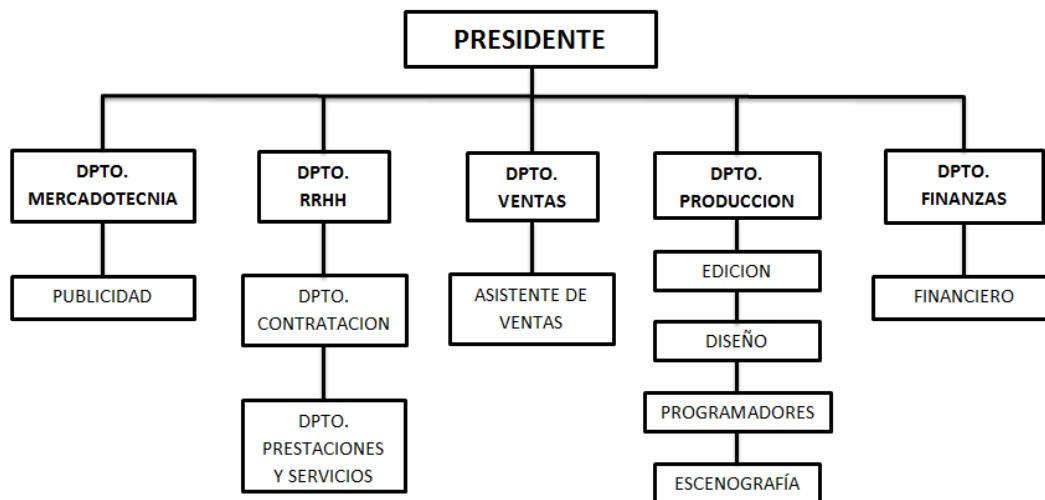 PRESIDENTE
DPTO.
MERCADOTECNIA
DPTO.
RRHH
DPTO.
VENTAS
DPTO.
PRODUCCION
DPTO.
FINANZAS
PUBLICIDAD
DPTO.
CONTRATACION
DPTO.
PRESTACIONES
Y SERVICIOS
ASISTENTE DE
VENTAS
EDICION
DISEÑO
PROGRAMADORES
ESCENOGRAFÍA
FINANCIERO